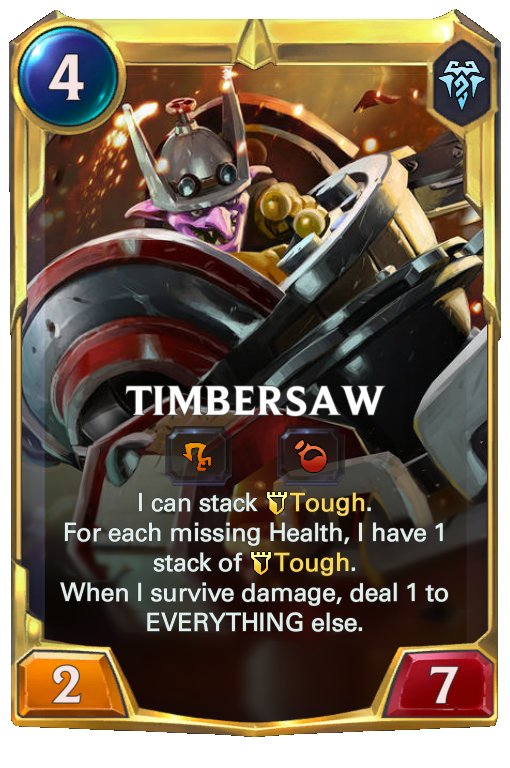 4
TIMBERSAW
I can stack Tough.
For each missing Health, I have 1
stack of Tough.
When I survive damage, deal 1 to
EVERYTHING else.
2
7